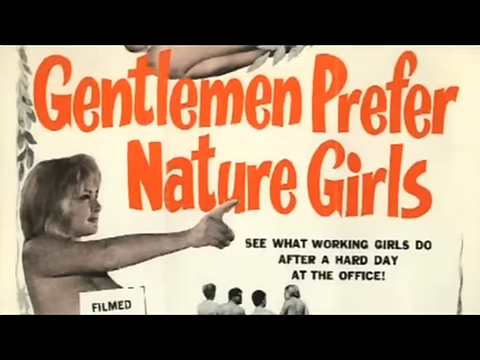 Gentlemen Prefer
Nature Girls
SEE WHAT WORKING GIRLS DO
AFTER A HARD DAY
AT THE OFFICE!
FILMED